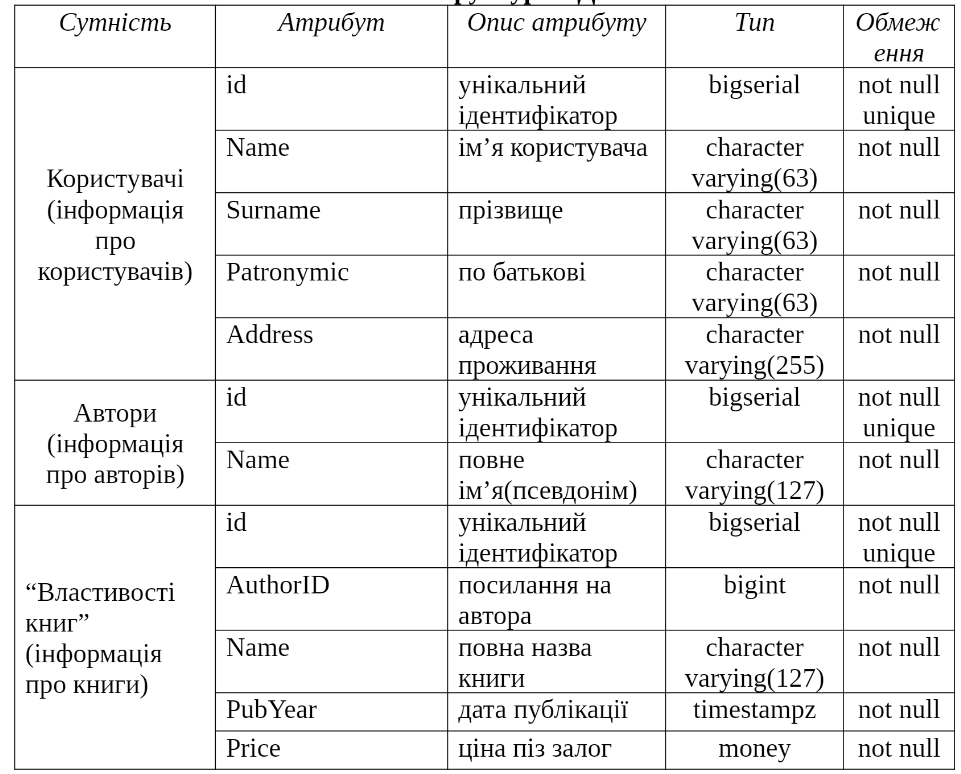 Сутність Атрибут Опис атрибуту Тип Обмеж
ення
Користувачі
(інформація
про
користувачів)
id унікальний bigserial not null
ідентифікатор unique
Name ім’я користувача character not null
varying(63)
Surname прізвище character not null
varying(63)
Patronymic по батькові character not null
varying(63)
Address адреса character not null
проживання varying(255)
Автори
(інформація
про авторів)
id унікальний bigserial not null
ідентифікатор unique
Name повне character not null
ім’я(псевдонім) varying(127)
“Властивості
книг”
(інформація
про книги)
id унікальний bigserial not null
ідентифікатор unique
AuthorID посилання на bigint not null
автора
Name повна назва character not null
книги varying(127)
PubYear дата публікації timestampz not null
Price ціна піз залог money not null